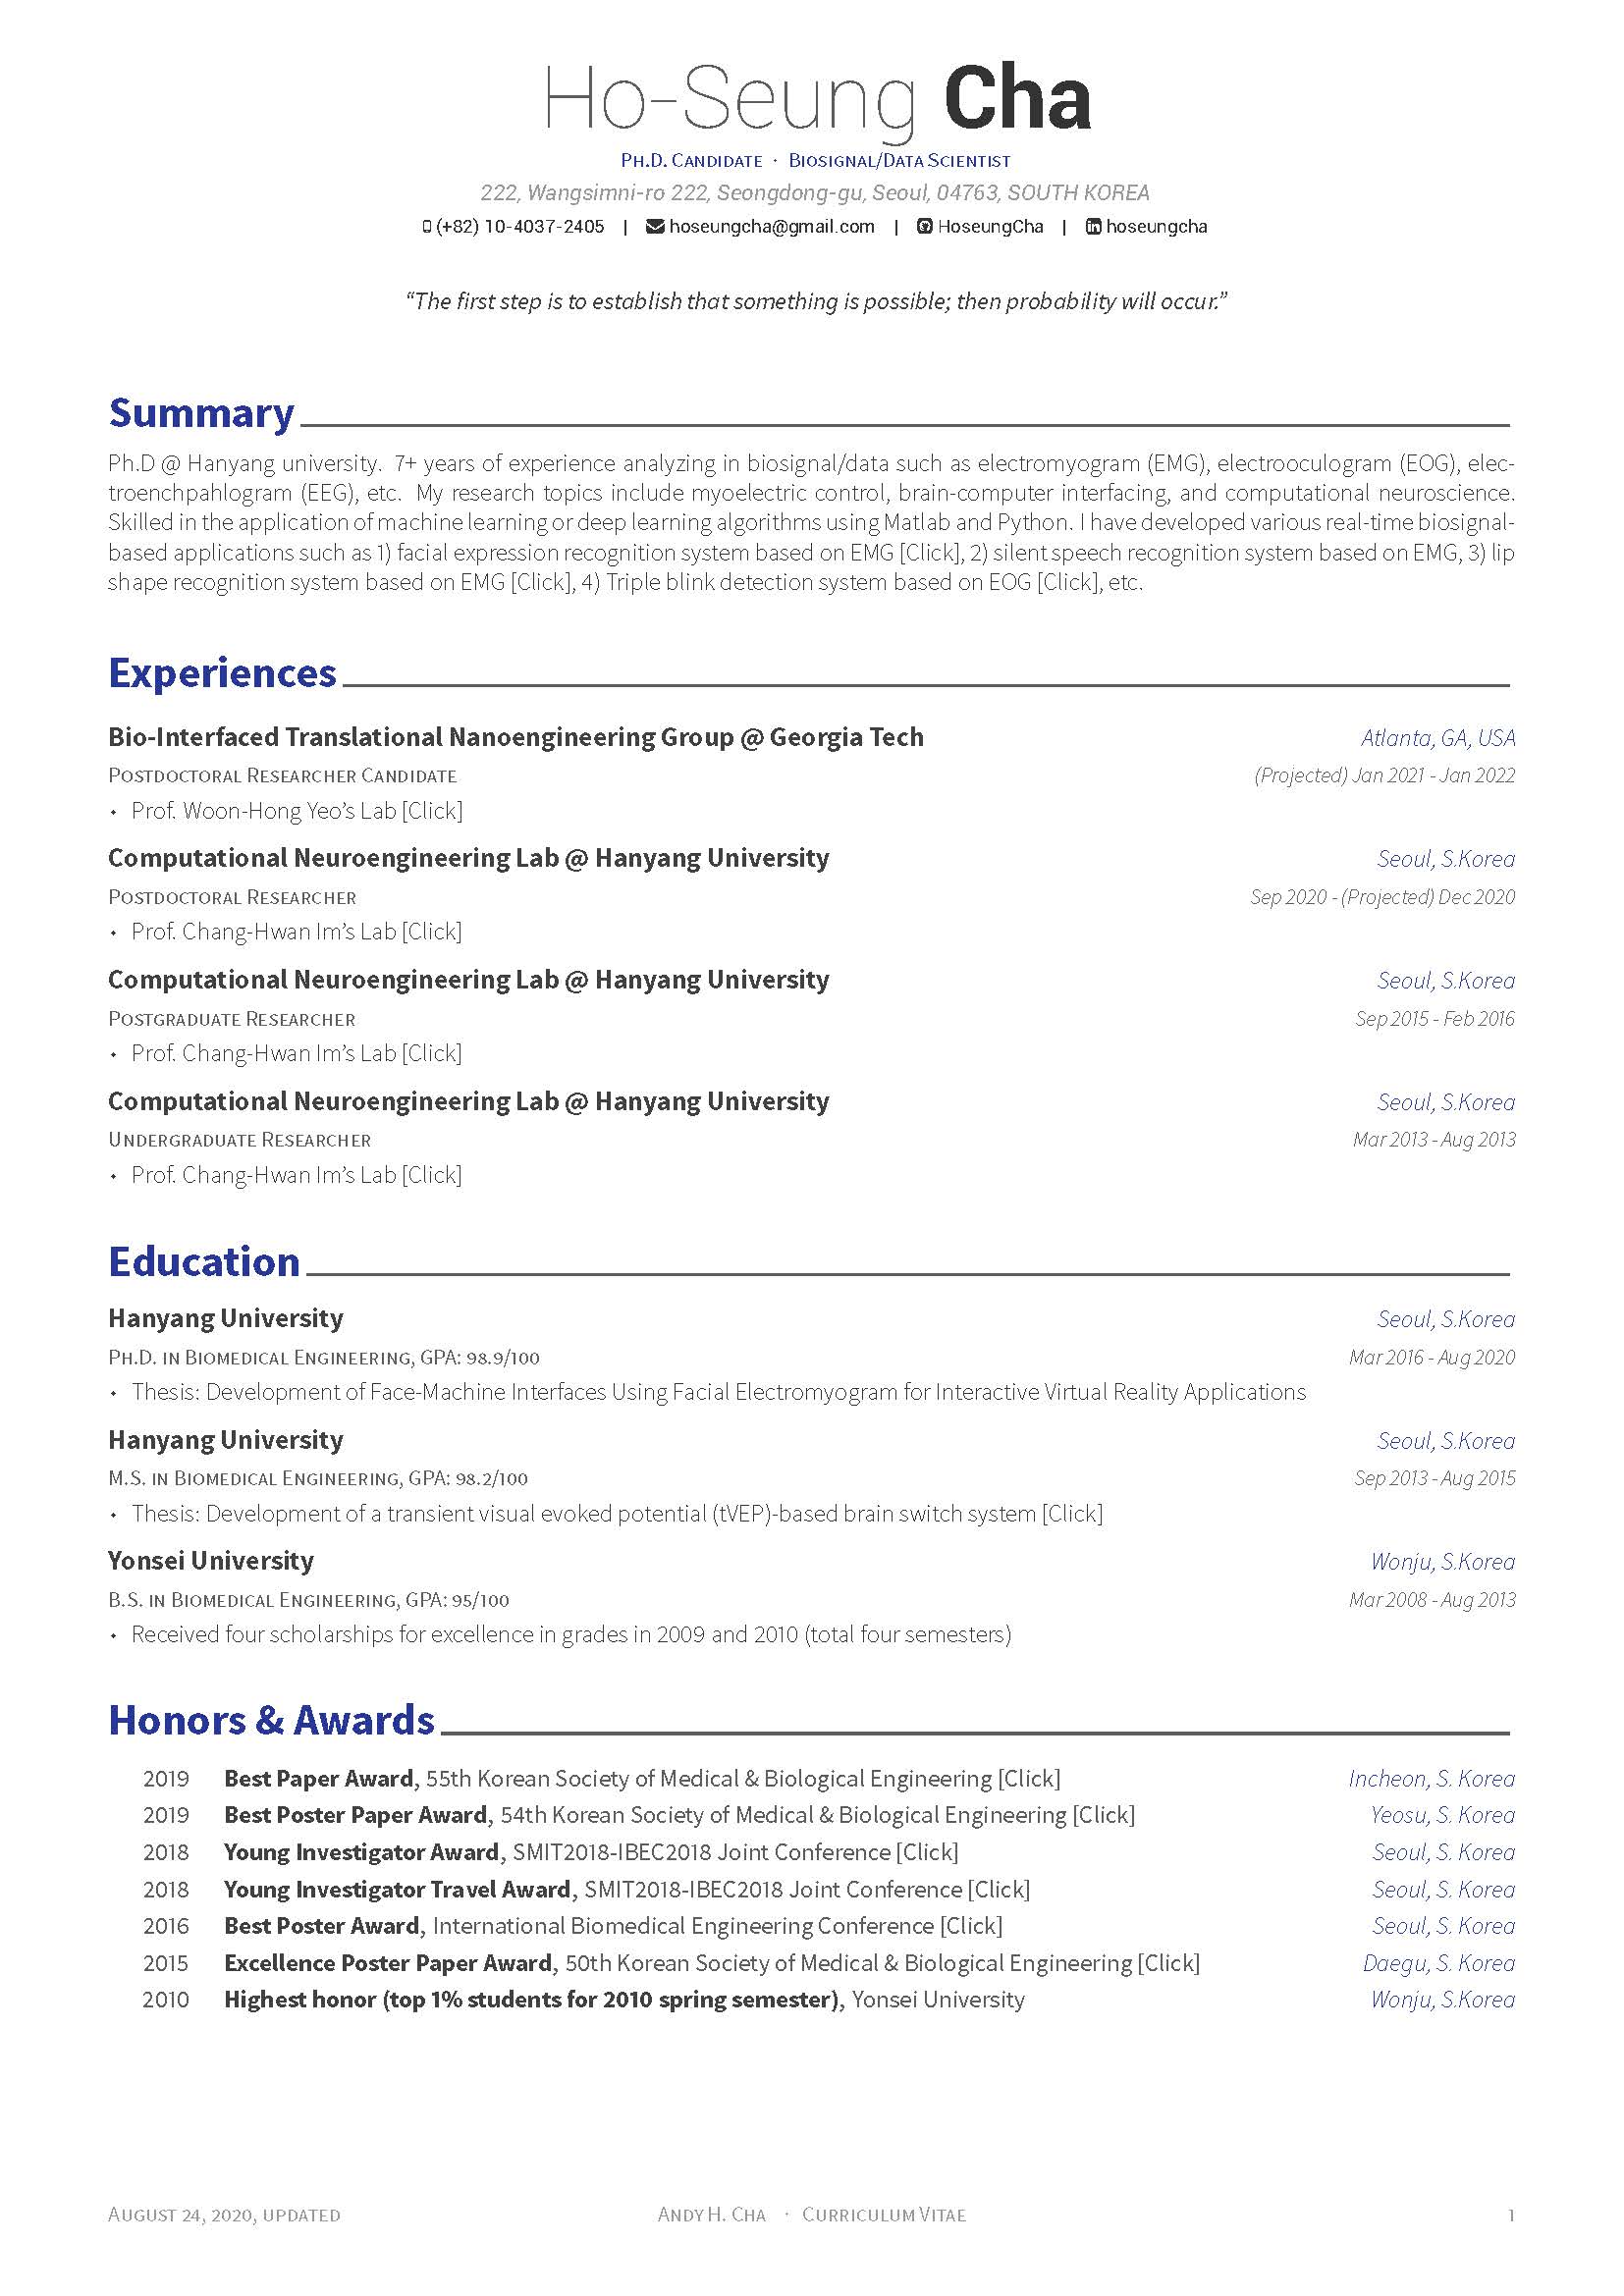 Ho-Seung Cha
Ph.D. Candidate · Biosignal/Data Scientist
222, Wangsimni-ro 222, Seongdong-gu, Seoul, 04763, SOUTH KOREA
(+82) 10-4037-2405 | hoseungcha@gmail.com | HoseungCha | hoseungcha
“The first step is to establish that something is possible; then probability will occur.”
Summary
Ph.D @ Hanyang university. 7+ years of experience analyzing in biosignal/data such as electromyogram (EMG), electrooculogram (EOG), elec-
troenchpahlogram (EEG), etc. My research topics include myoelectric control, brain-computer interfacing, and computational neuroscience.
Skilled in the application of machine learning or deep learning algorithms using Matlab and Python. I have developed various real-time biosignal-
based applications such as 1) facial expression recognition system based on EMG [Click], 2) silent speech recognition system based on EMG, 3) lip
shape recognition system based on EMG [Click], 4) Triple blink detection system based on EOG [Click], etc.
Experiences
Bio-Interfaced Translational Nanoengineering Group @ Georgia Tech Atlanta, GA, USA
Postdoctoral Researcher Candidate (Projected) Jan 2021 - Jan 2022
• Prof. Woon-Hong Yeo’s Lab [Click]
Computational Neuroengineering Lab @ Hanyang University Seoul, S.Korea
Postdoctoral Researcher Sep 2020 - (Projected) Dec 2020
• Prof. Chang-Hwan Im’s Lab [Click]
Computational Neuroengineering Lab @ Hanyang University Seoul, S.Korea
Postgraduate Researcher Sep 2015 - Feb 2016
• Prof. Chang-Hwan Im’s Lab [Click]
Computational Neuroengineering Lab @ Hanyang University Seoul, S.Korea
Undergraduate Researcher Mar 2013 - Aug 2013
• Prof. Chang-Hwan Im’s Lab [Click]
Education
Hanyang University Seoul, S.Korea
Ph.D. in Biomedical Engineering, GPA: 98.9/100 Mar 2016 - Aug 2020
• Thesis: Development of Face-Machine Interfaces Using Facial Electromyogram for Interactive Virtual Reality Applications
Hanyang University Seoul, S.Korea
M.S. in Biomedical Engineering, GPA: 98.2/100 Sep 2013 - Aug 2015
• Thesis: Development of a transient visual evoked potential (tVEP)-based brain switch system [Click]
Yonsei University Wonju, S.Korea
B.S. in Biomedical Engineering, GPA: 95/100 Mar 2008 - Aug 2013
• Received four scholarships for excellence in grades in 2009 and 2010 (total four semesters)
Honors & Awards
2019 Best Paper Award, 55th Korean Society of Medical & Biological Engineering [Click] Incheon, S. Korea
2019 Best Poster Paper Award, 54th Korean Society of Medical & Biological Engineering [Click] Yeosu, S. Korea
2018 Young Investigator Award, SMIT2018-IBEC2018 Joint Conference [Click] Seoul, S. Korea
2018 Young Investigator Travel Award, SMIT2018-IBEC2018 Joint Conference [Click] Seoul, S. Korea
2016 Best Poster Award, International Biomedical Engineering Conference [Click] Seoul, S. Korea
2015 Excellence Poster Paper Award, 50th Korean Society of Medical & Biological Engineering [Click] Daegu, S. Korea
2010 Highest honor (top 1% students for 2010 spring semester), Yonsei University Wonju, S.Korea
August 24, 2020, updated Andy H. Cha · Curriculum Vitae 1